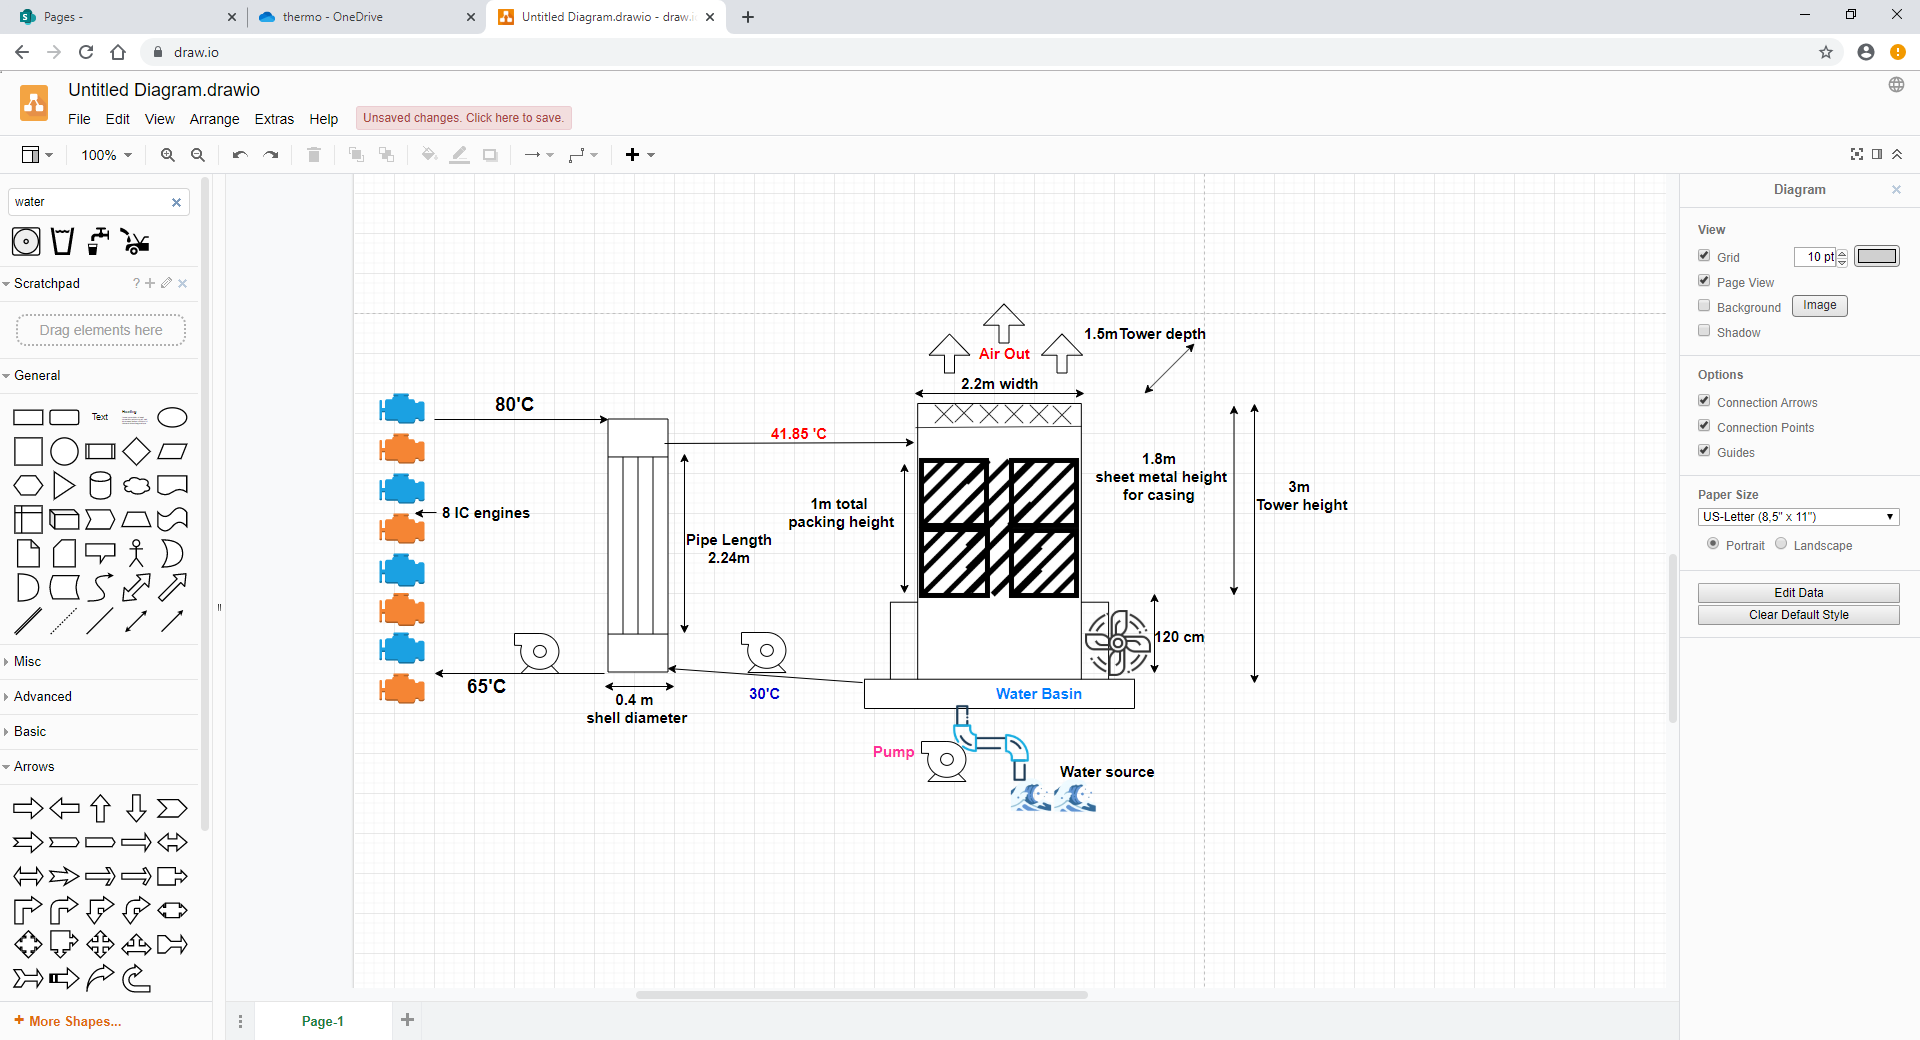 Pages -
thermo - OneDrive
Untitled Diagram.drawio - draw.i
draw.io
Untitled Diagram.drawio
File Edit View Arrange Extras Help
Unsaved changes. Click here to save.
100%
water
Scratchpad
?
Drag elements here
General
Text
Heading
Misc
Advanced
Basic
Arrows
More Shapes...
Air Out
1.5mTower depth
2.2m width
80'C
41.85 'C
8 IC engines
Pipe Length
2.24m
1m total
packing height
1.8m
sheet metal height
for casing
3m
Tower height
120 cm
65'C
0.4 m
shell diameter
30'C
Water Basin
Pump
Water source
Page-1
Diagram
View
Grid
10 pt
Page View
Background
Image
Shadow
Options
Connection Arrows
Connection Points
Guides
Paper Size
US-Letter (8,5" x 11")
Portrait Landscape
Edit Data
Clear Default Style